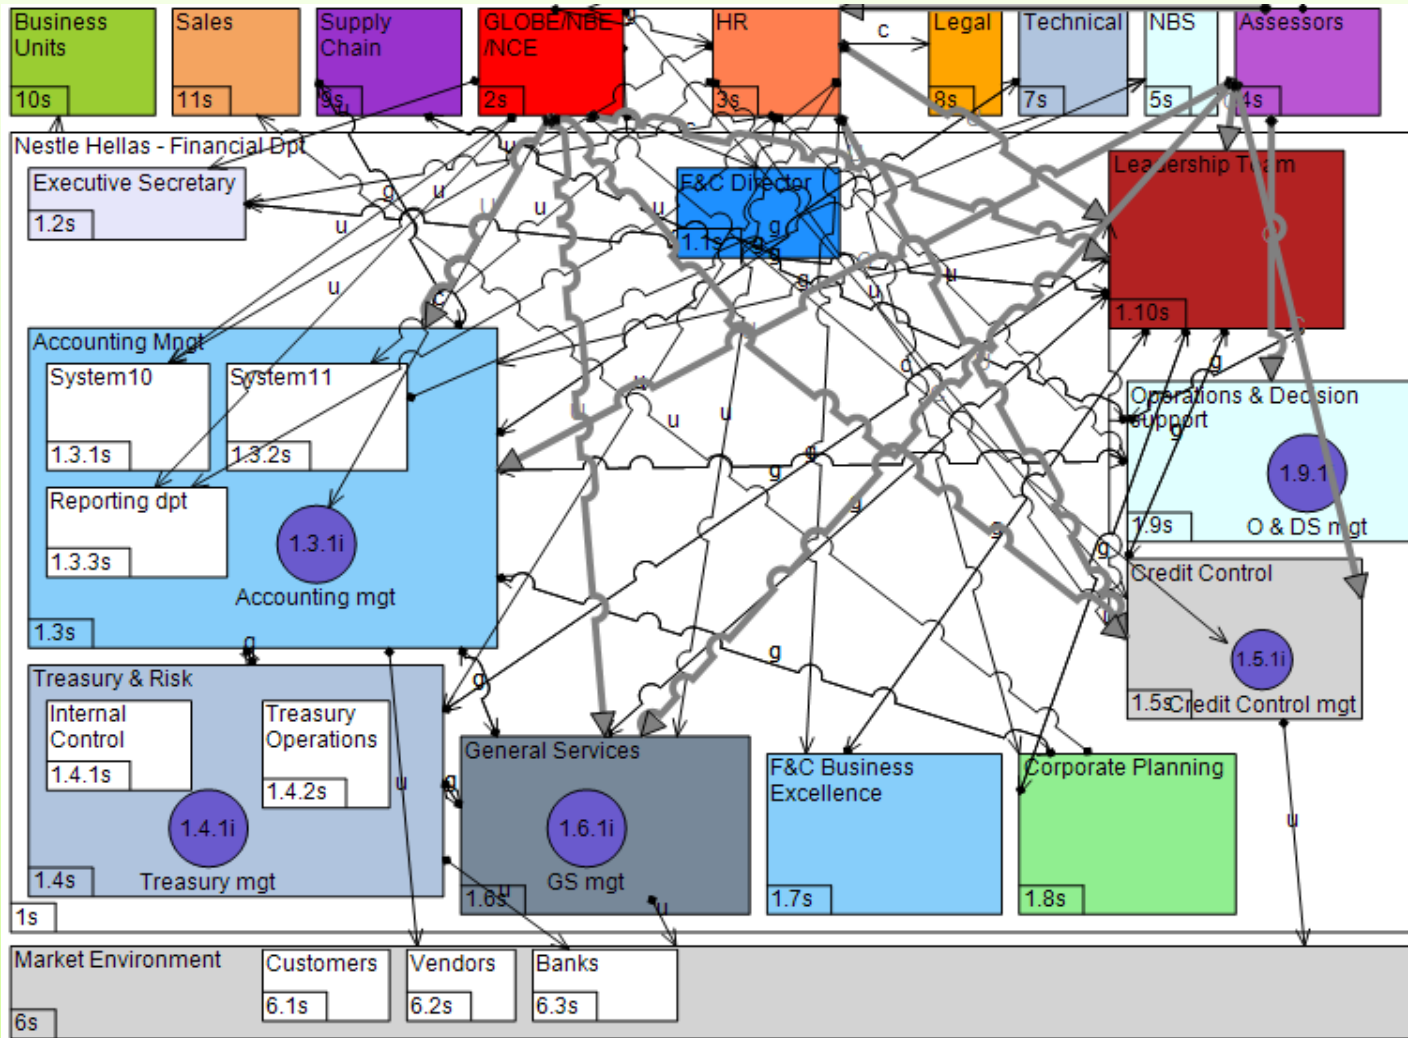 Business
Units
10s
Sales
11s
Supply
Chain
9s
GLOBE/NBE
/NCE
2s
HR
3s
c
Legal
8s
Technical
7s
NBS
5s
Assessors
4s
Nestle Hellas - Financial Dpt
Executive Secretary
1.2s
F&C Director
1.1s
Leadership Team
1.10s
Accounting Mngt
System10
1.3.1s
System11
1.3.2s
Reporting dpt
1.3.3s
1.3.1i
Accounting mgt
1.3s
Operations & Decision
support
1.9.1
1.9s
O & DS mgt
Credit Control
1.5.1i
1.5s
Credit Control mgt
Treasury & Risk
Internal
Control
1.4.1s
Treasury
Operations
1.4.2s
1.4.1i
Treasury mgt
1.4s
General Services
1.6.1i
GS mgt
1.6s
F&C Business
Excellence
1.7s
Corporate Planning
1.8s
1s
Market Environment
6s
Customers
6.1s
Vendors
6.2s
Banks
6.3s
g
u
u
u
u
u
u
u
u
u
c
g
g
g
g
g
g
g
g
g
u
u
u
u